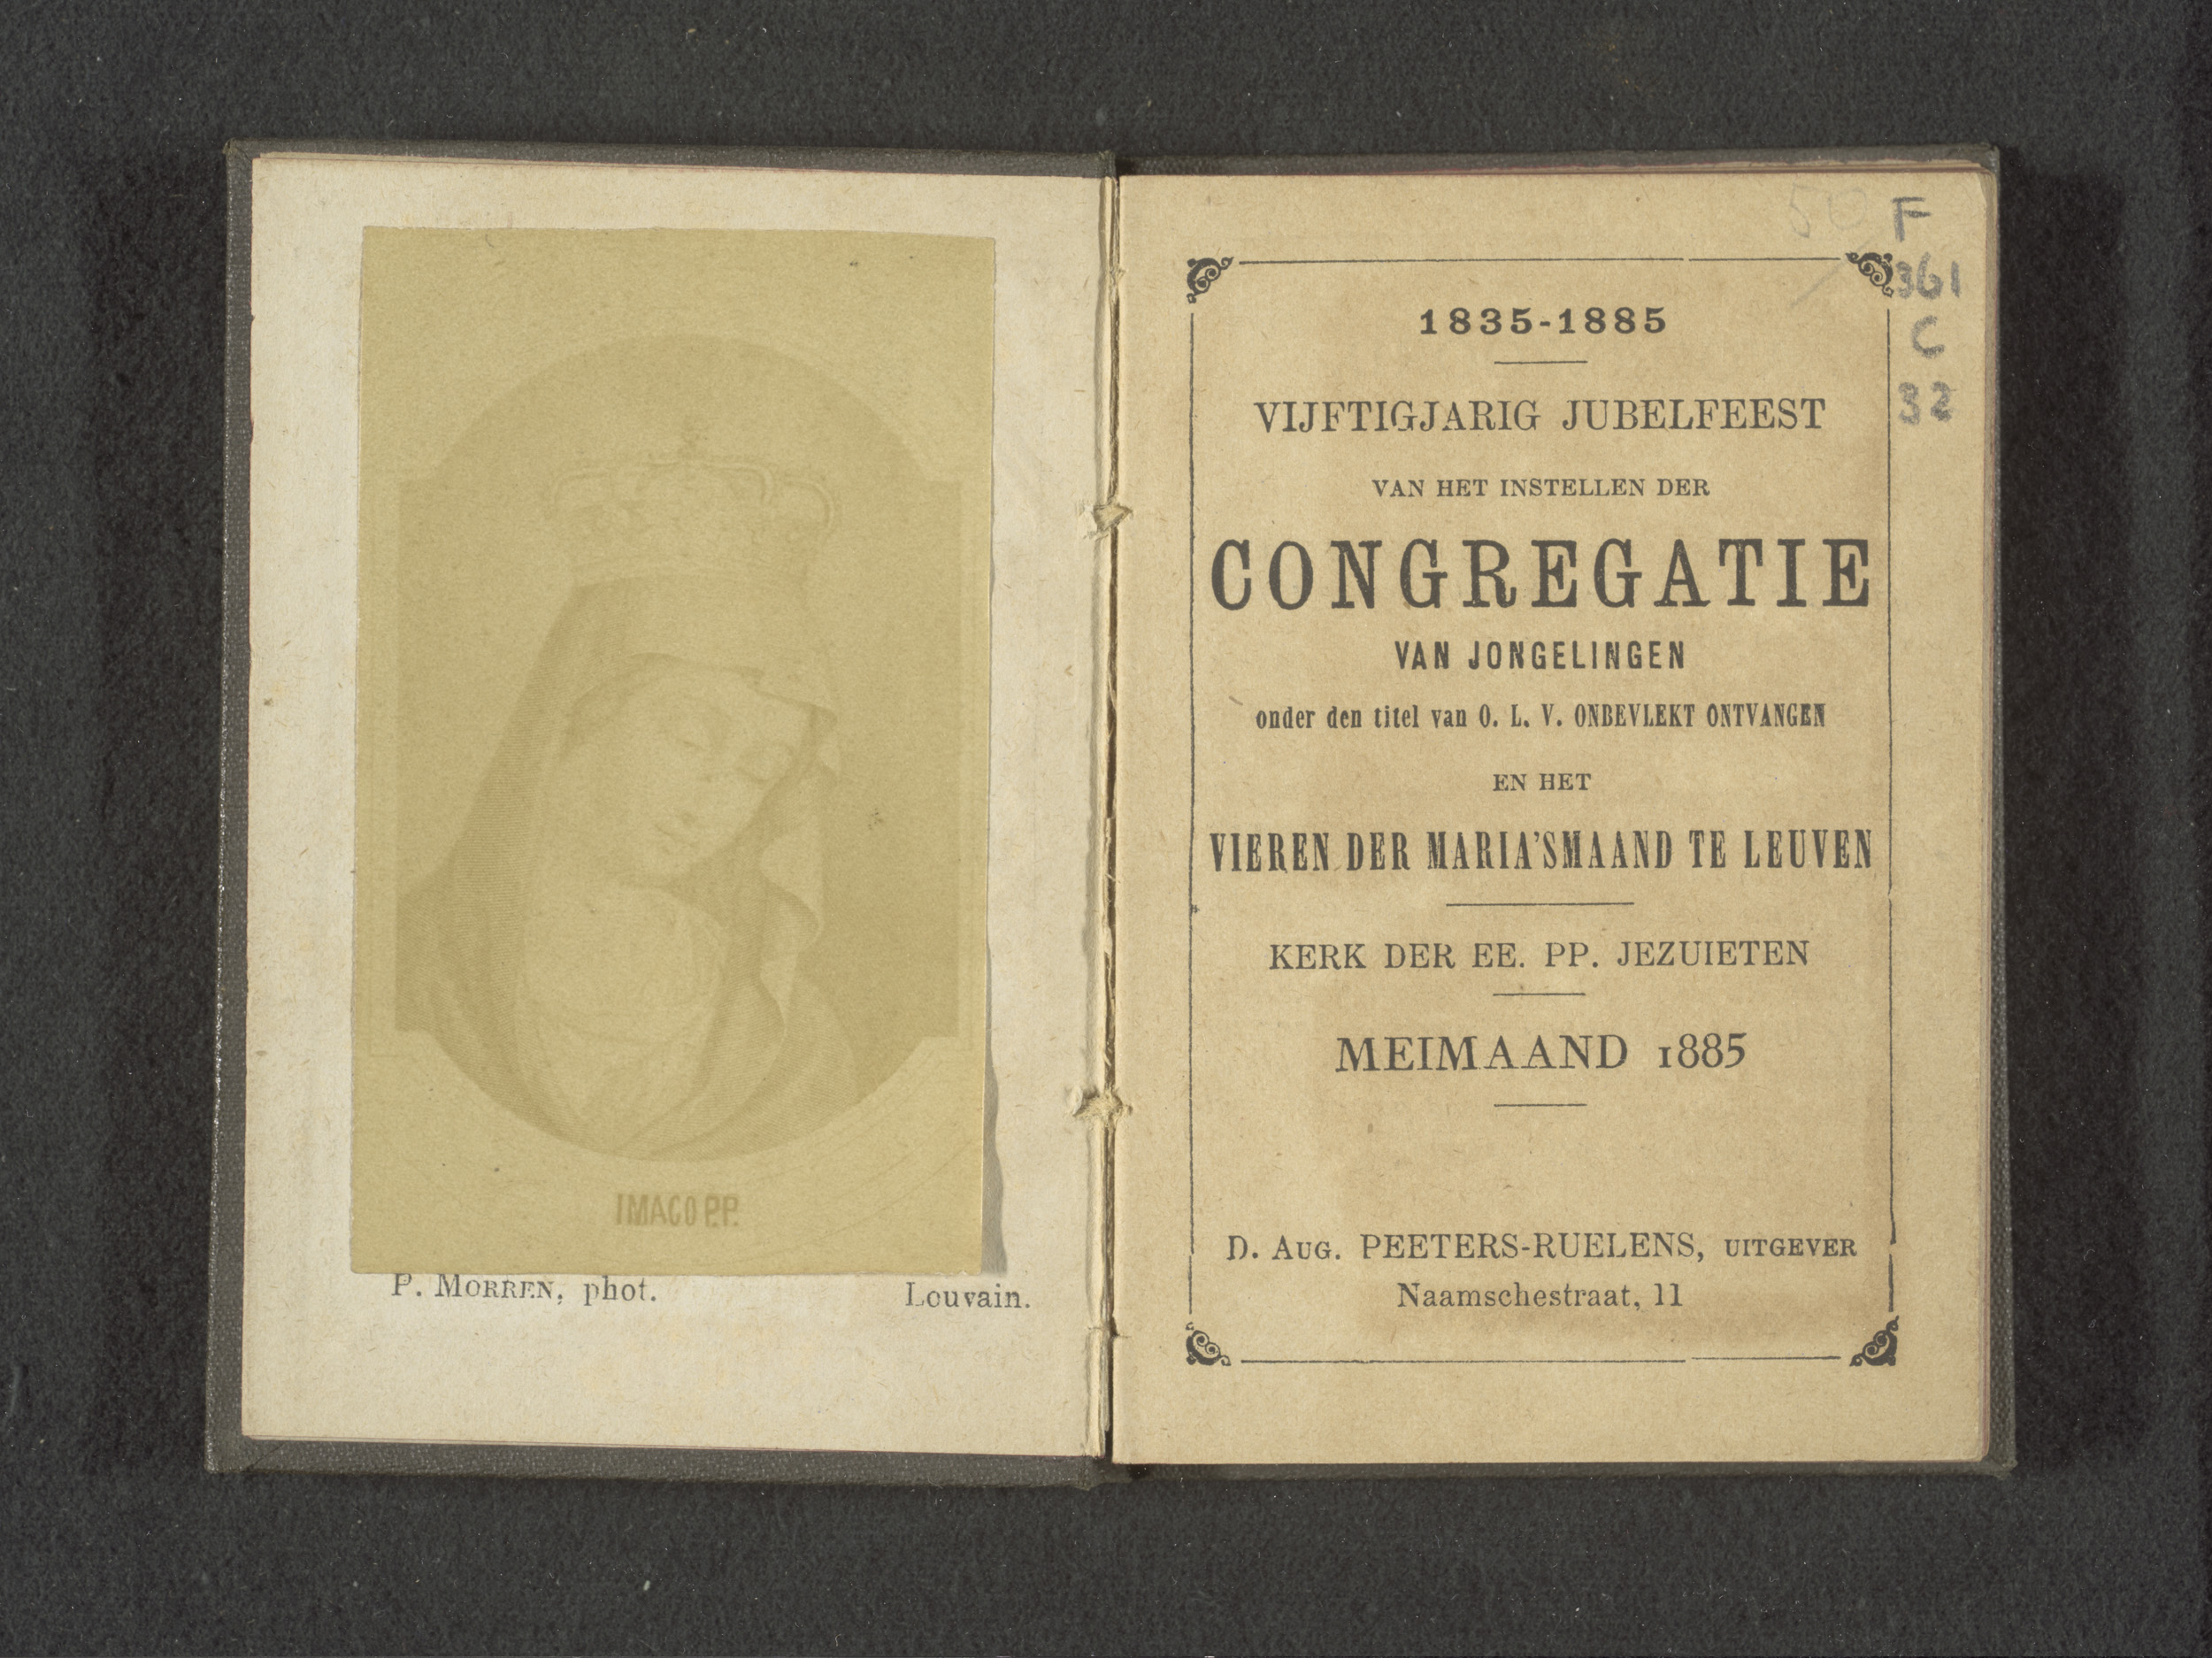 IMAGO P.P.
P. MORREN, phot. Louvain.
50 F
361
C
32
1835-1885
VIJFTIGJARIG JUBELFEEST
VAN HET INSTELLEN DER
CONGREGATIE
VAN JONGELINGEN
onder den titel van O. L. V. ONBEVLEKT ONTVANGEN
EN HET
VIEREN DER MARIA'SMAAND TE LEUVEN
KERK DER EE. PP. JEZUIETEN
MEIMAAND 1885
D. AUG. PEETERS-RUELENS, UITGEVER
Naamschestraat, 11